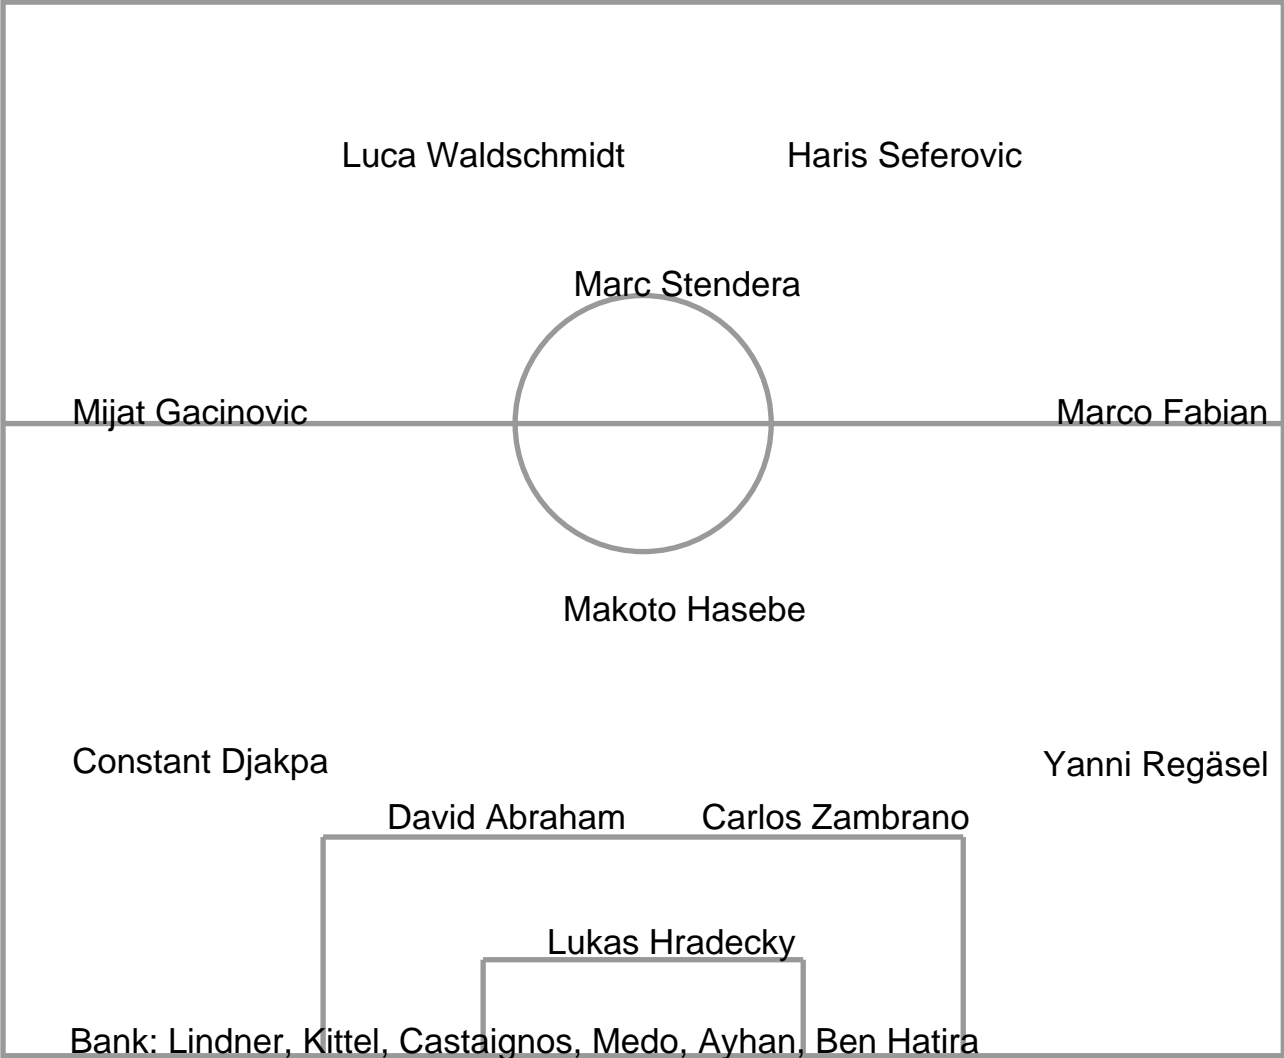 Luca Waldschmidt Haris Seferovic
Marc Stendera
Mijat Gacinovic Marco Fabian
Makoto Hasebe
Constant Djakpa Yanni Regäsel
David Abraham Carlos Zambrano
Lukas Hradecky
Bank: Lindner, Kittel, Castaignos, Medo, Ayhan, Ben Hatira